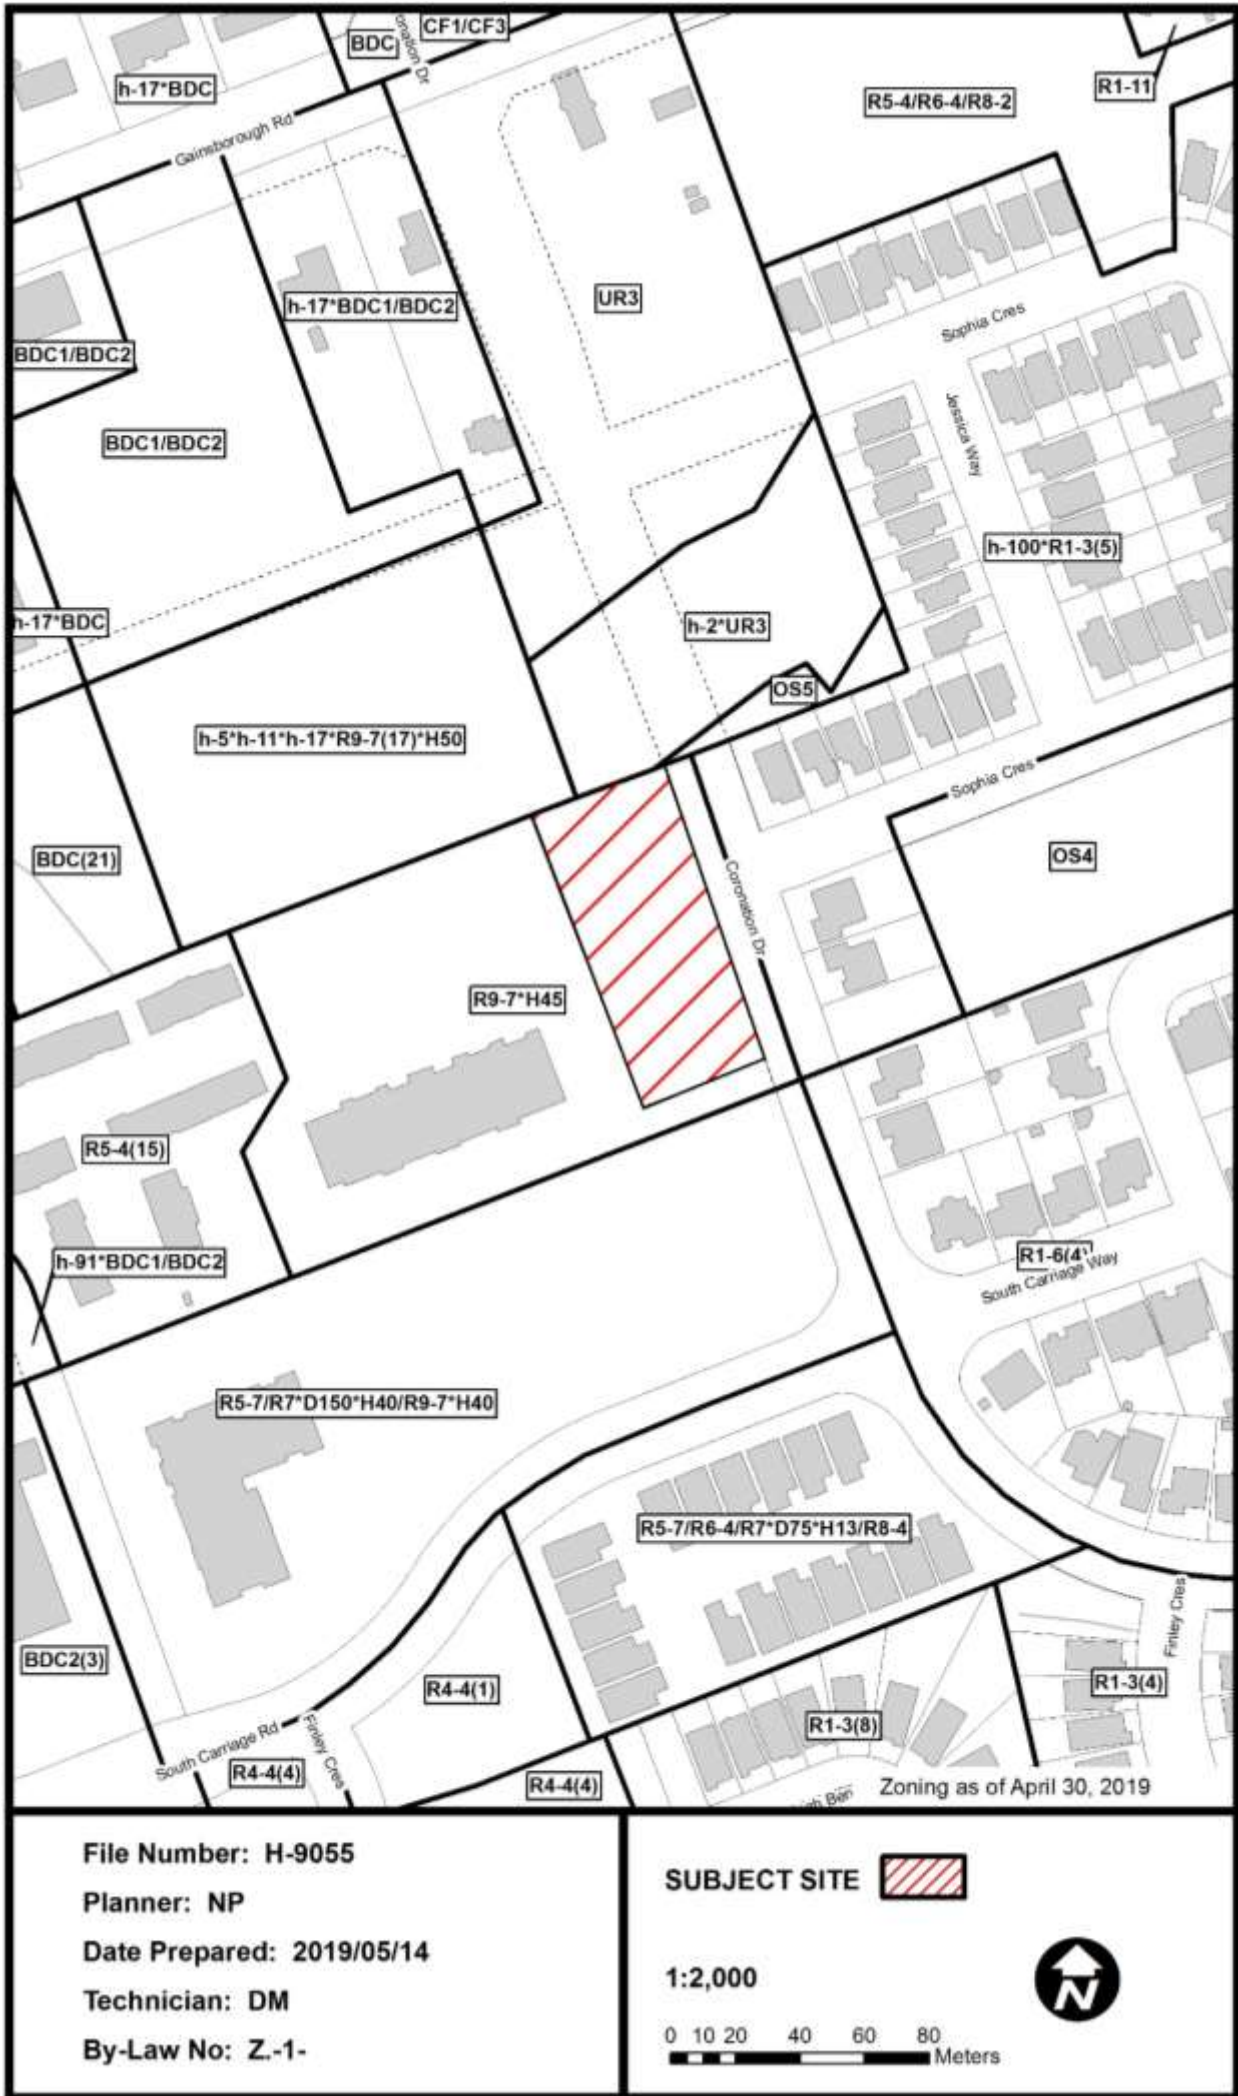 CF1/CF3
BDC
Coronation Dr
h-17*BDC
R1-11
R5-4/R6-4/R8-2
Gainsborough Rd
UR3
h-17*BDC1/BDC2
Sophia Cres
BDC1/BDC2
Jessica Way
BDC1/BDC2
h-100*R1-3(5)
h-17*BDC
h-2*UR3
OS5
h-5*h-11*h-17*R9-7(17)*H50
Sophia Cres
BDC(21)
OS4
Coronation Dr
R9-7*H45
R5-4(15)
R1-6(4)
h-91*BDC1/BDC2
South Carriage Way
R5-7/R7*D150*H40/R9-7*H40
R5-7/R6-4/R7*D75*H13/R8-4
Finley Cres
BDC2(3)
R4-4(1)
R1-3(4)
R1-3(8)
South Carriage Rd
Finley Cres
R4-4(4)
R4-4(4)
Ben
Zoning as of April 30, 2019
File Number: H-9055
Planner: NP
Date Prepared: 2019/05/14
Technician: DM
By-Law No: Z.-1-
SUBJECT SITE
1:2,000
N
0 10 20 40 60 80
Meters